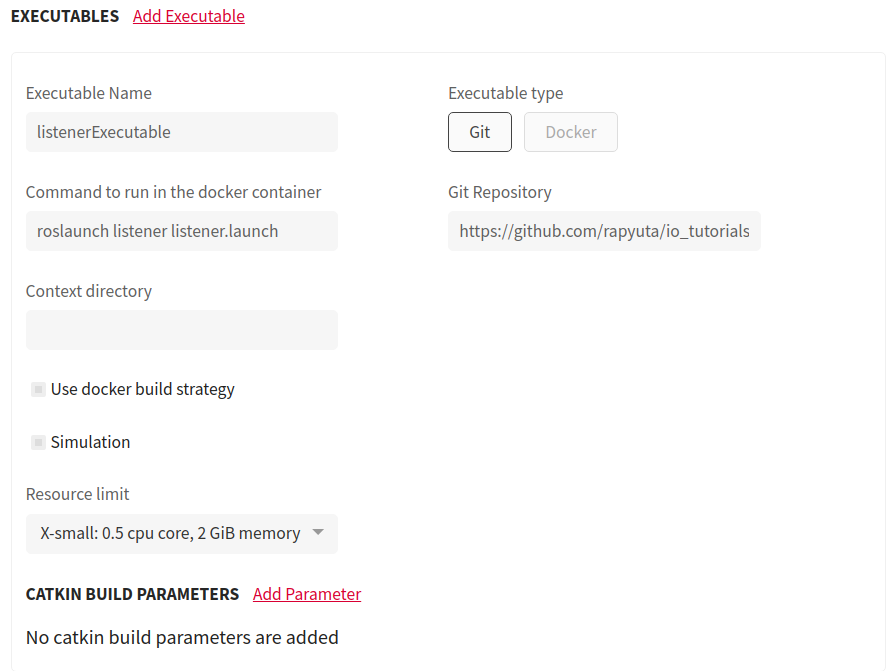 EXECUTABLES Add Executable
Executable Name
Executable type
listenerExecutable
Git
Docker
Command to run in the docker container
Git Repository
roslaunch listener listener.launch
https://github.com/rapyuta/io_tutorials
Context directory
Use docker build strategy
Simulation
Resource limit
X-small: 0.5 cpu core, 2 GiB memory
CATKIN BUILD PARAMETERS Add Parameter
No catkin build parameters are added